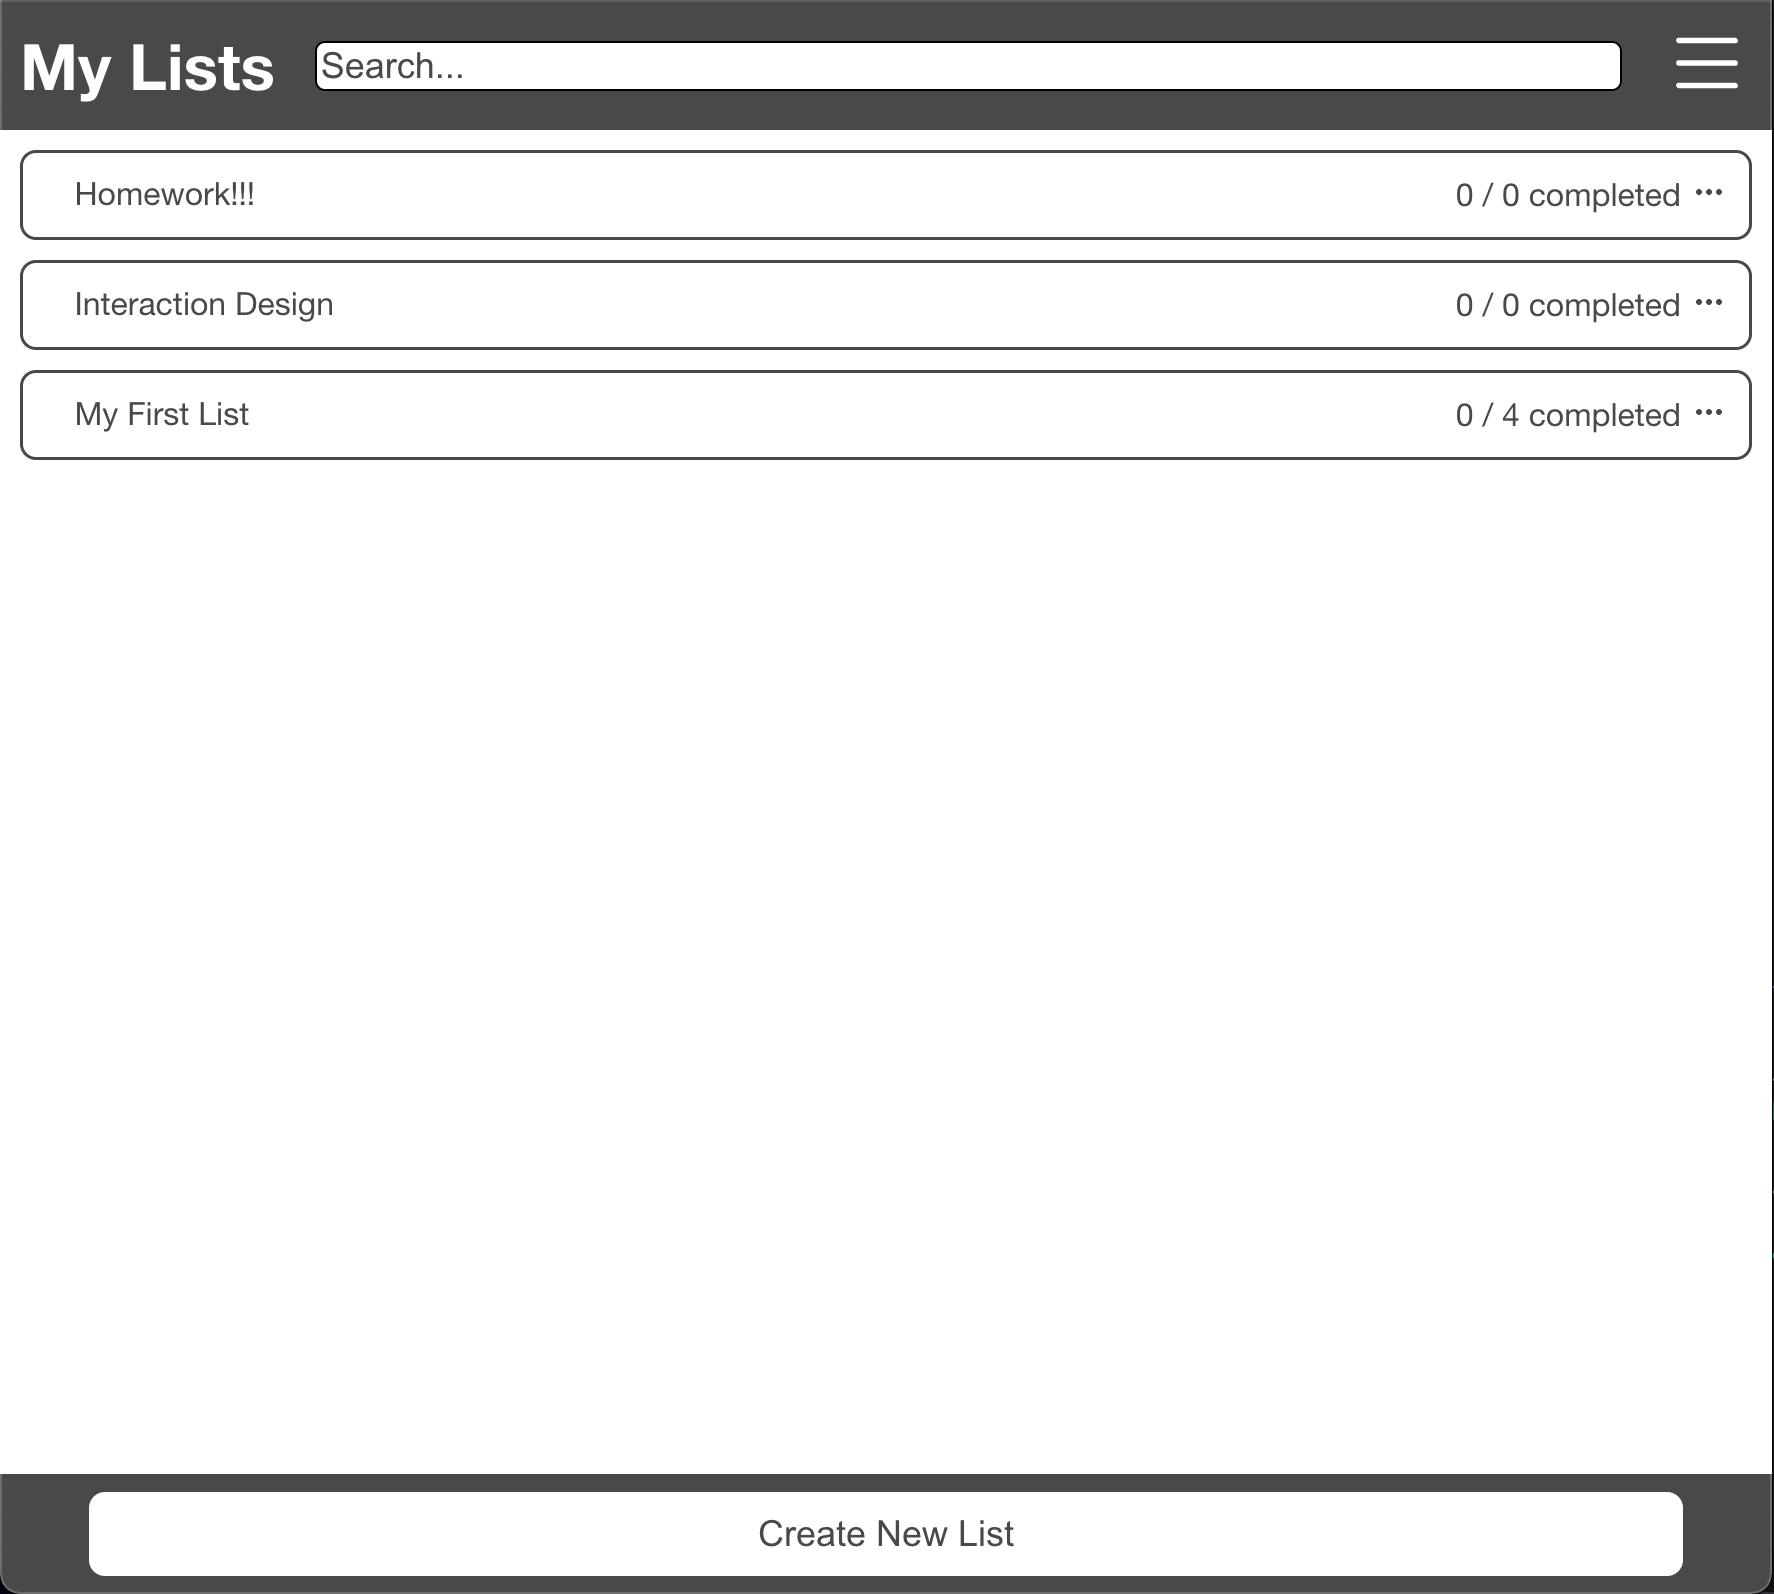 My Lists Search...
Homework!!! 0 / 0 completed ...
Interaction Design 0 / 0 completed ...
My First List 0 / 4 completed ...
Create New List